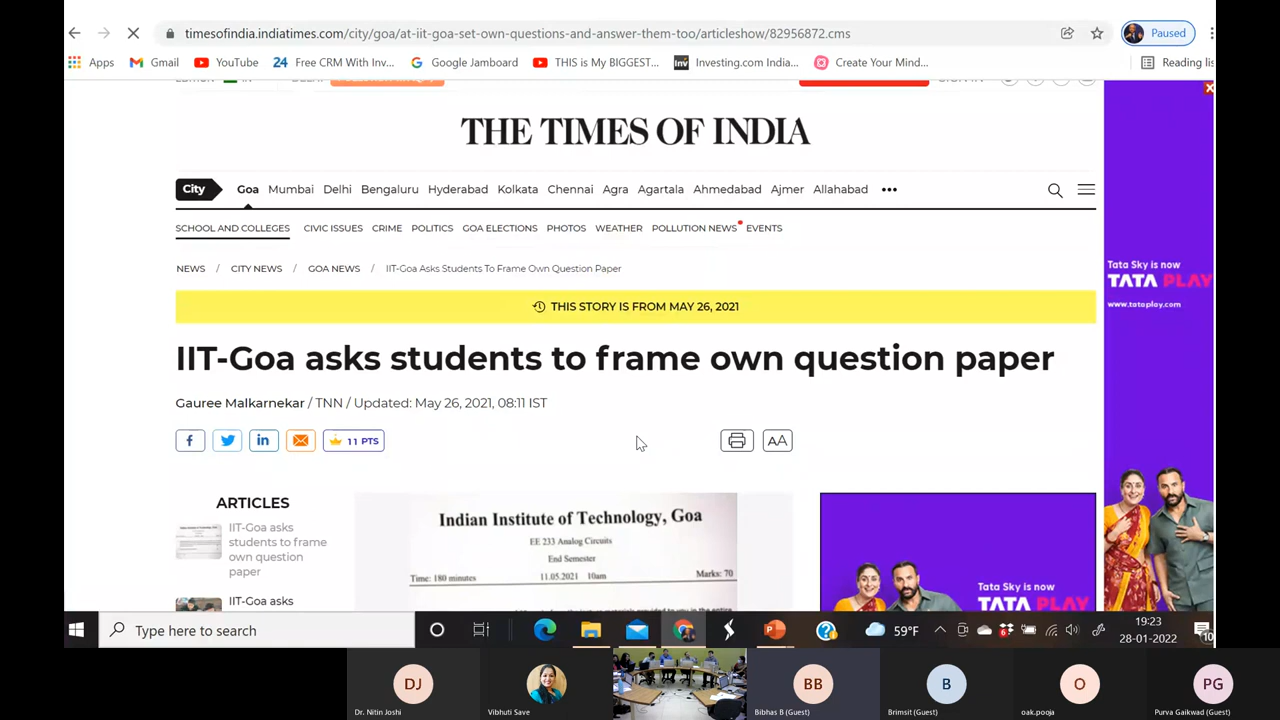 timesofindia.indiatimes.com/city/goa/at-iit-goa-set-own-questions-and-answer-them-too/articleshow/82956872.cms
Paused
Apps Gmail YouTube 24 Free CRM With Inv... Google Jamboard THIS is My BIGGEST... Inv Investing.com India... Create Your Mind... Reading lis
THE TIMES OF INDIA
City Goa Mumbai Delhi Bengaluru Hyderabad Kolkata Chennai Agra Agartala Ahmedabad Ajmer Allahabad •••
SCHOOL AND COLLEGES CIVIC ISSUES CRIME POLITICS GOA ELECTIONS PHOTOS WEATHER POLLUTION NEWS EVENTS
NEWS / CITY NEWS / GOA NEWS / IIT-Goa Asks Students To Frame Own Question Paper
Tata Sky is now
TATA PLAY
www.tataplay.com
THIS STORY IS FROM MAY 26, 2021
IIT-Goa asks students to frame own question paper
Gauree Malkarnekar / TNN / Updated: May 26, 2021, 08:11 IST
f in 11 PTS AA
ARTICLES
IIT-Goa asks
students to frame
own question
paper
IIT-Goa asks
Indian Institute of Technology, Goa
EE 233 Analog Circuits
End Semester
Time: 180 minutes 11.05.2021 10am Marks: 70
Tata Sky is now
TATA PLAY
Type here to search
59°F
19:23
28-01-2022
10
DJ BB B O PG
Dr. Nitin Joshi Vibhuti Save Bibhas B (Guest) Brimsit (Guest) oak.pooja Purva Gaikwad (Guest)